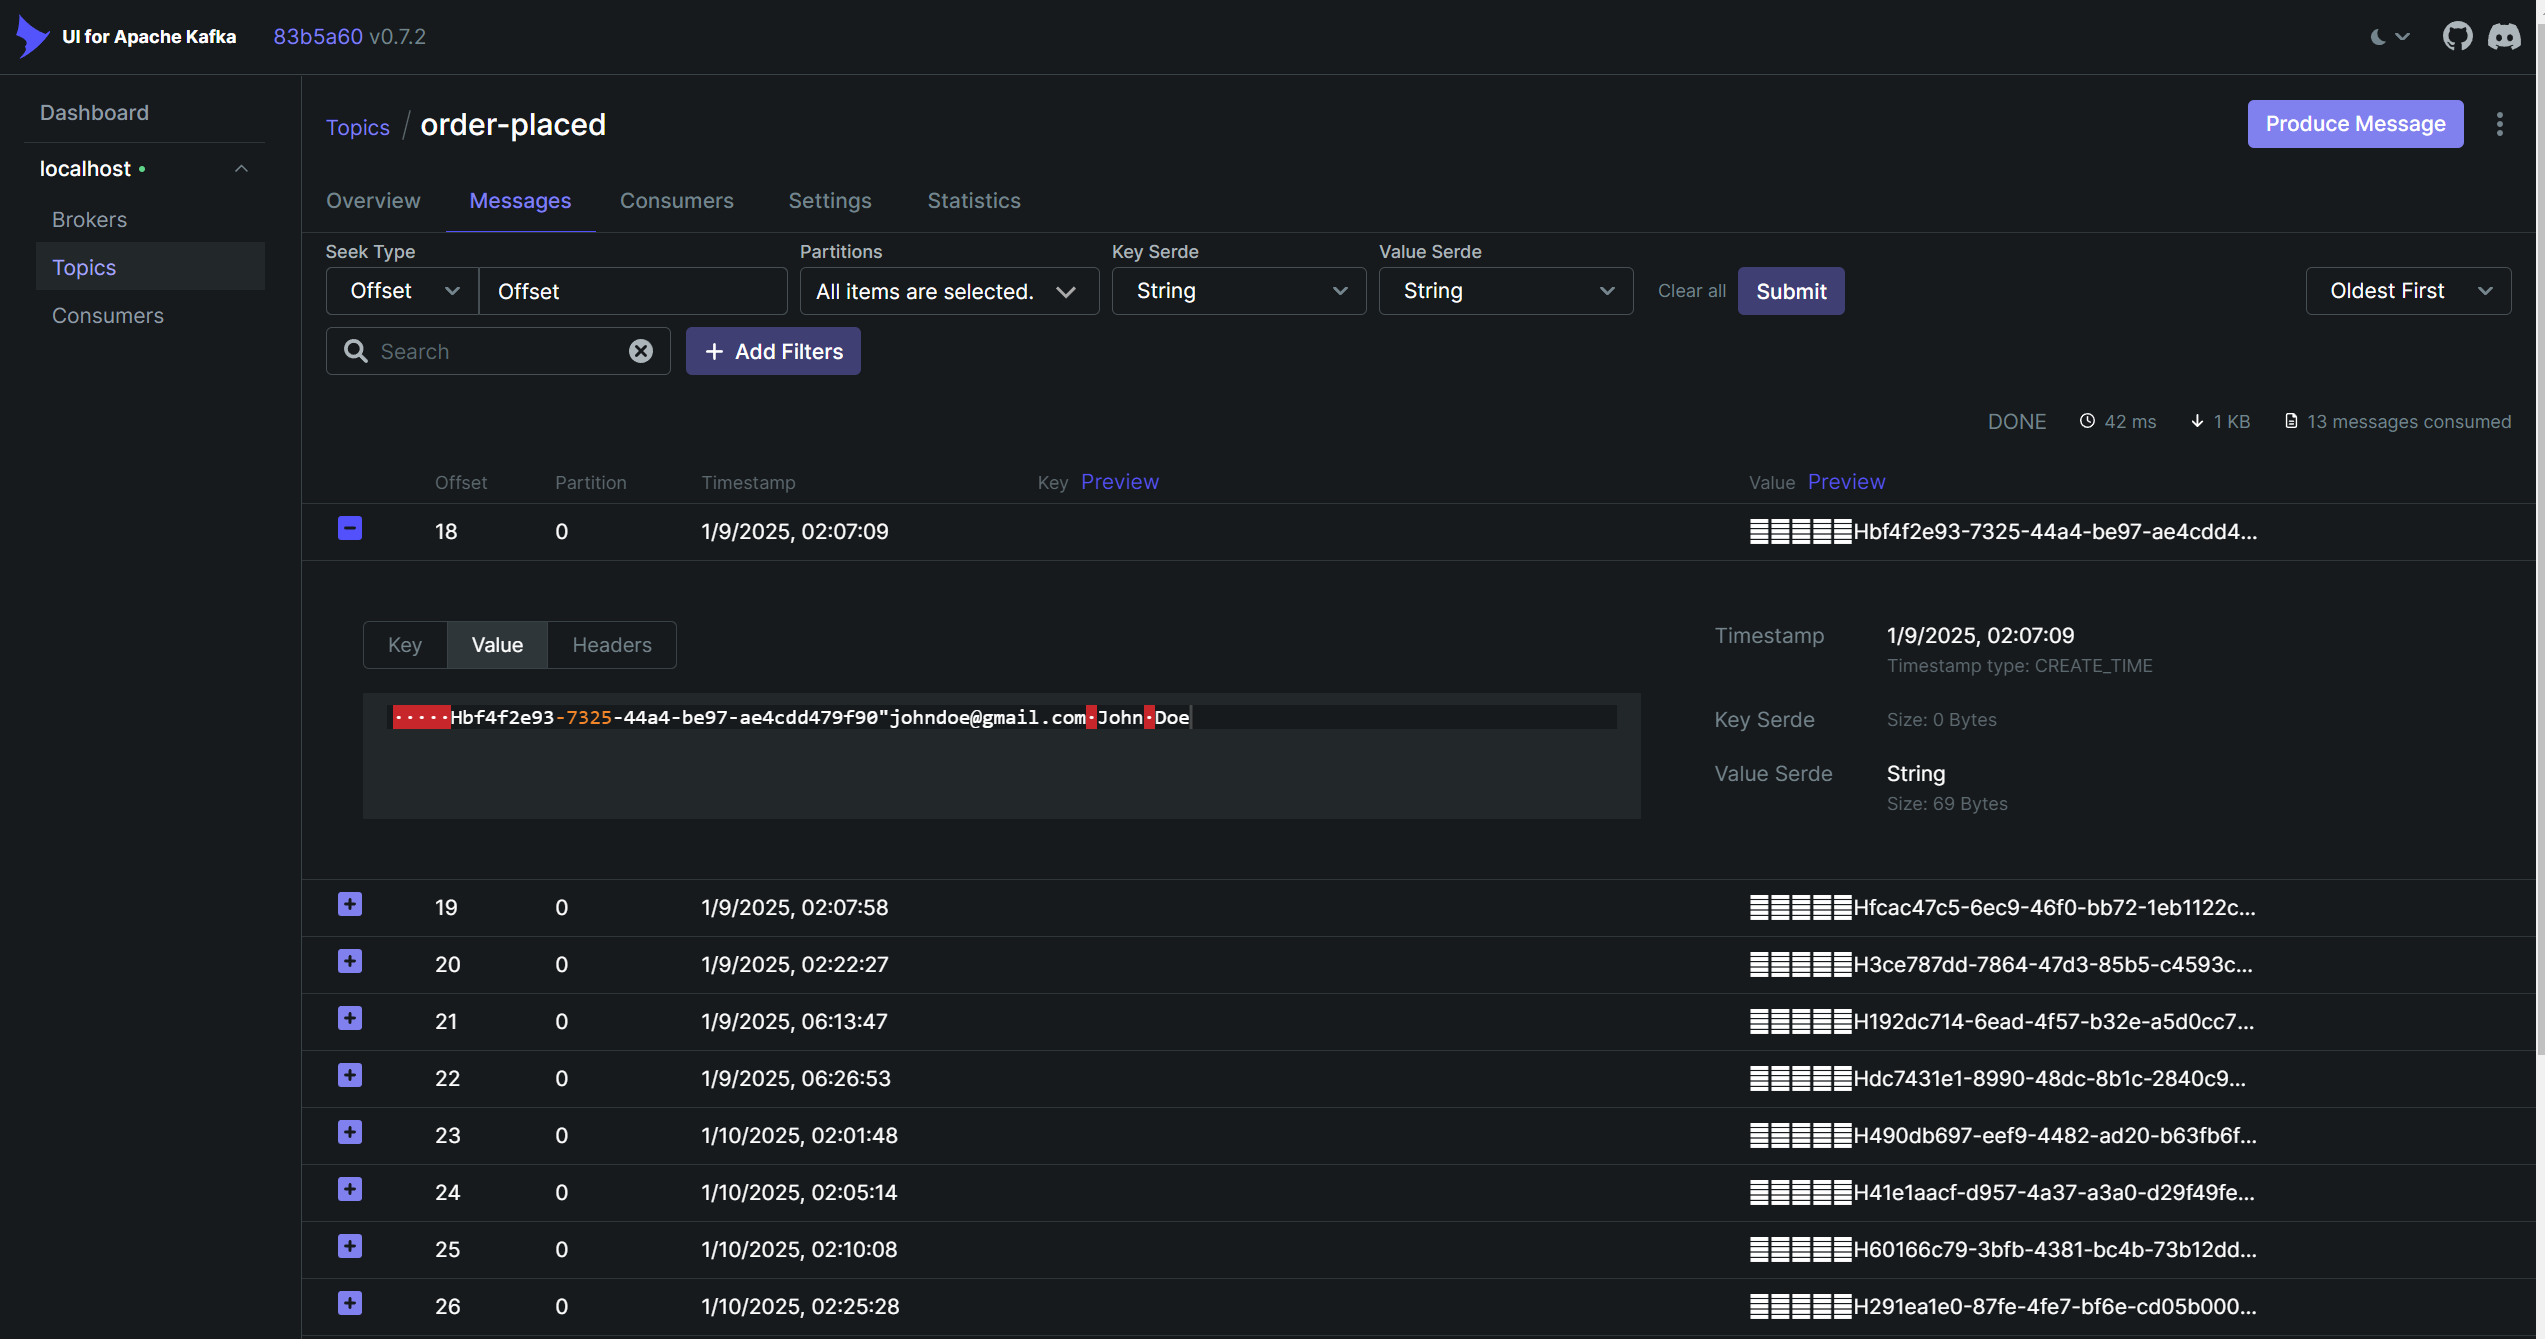 UI for Apache Kafka 83b5a60 v0.7.2
Dashboard
localhost
Brokers
Topics
Consumers
Topics / order-placed
Produce Message
Overview Messages Consumers Settings Statistics
Seek Type Partitions Key Serde Value Serde
Offset Offset All items are selected. String String Clear all Submit Oldest First
Search Add Filters
DONE 42 ms 1 KB 13 messages consumed
Offset Partition Timestamp Key Preview Value Preview
18 0 1/9/2025, 02:07:09 Hbf4f2e93-7325-44a4-be97-ae4cdd4...
Key Value Headers
·····Hbf4f2e93-7325-44a4-be97-ae4cdd479f90"johndoe@gmail.com·John·Doe
Timestamp 1/9/2025, 02:07:09
Timestamp type: CREATE_TIME
Key Serde Size: 0 Bytes
Value Serde String
Size: 69 Bytes
19 0 1/9/2025, 02:07:58 Hfcac47c5-6ec9-46f0-bb72-1eb1122c...
20 0 1/9/2025, 02:22:27 H3ce787dd-7864-47d3-85b5-c4593c...
21 0 1/9/2025, 06:13:47 H192dc714-6ead-4f57-b32e-a5d0cc7...
22 0 1/9/2025, 06:26:53 Hdc7431e1-8990-48dc-8b1c-2840c9...
23 0 1/10/2025, 02:01:48 H490db697-eef9-4482-ad20-b63fb6f...
24 0 1/10/2025, 02:05:14 H41e1aacf-d957-4a37-a3a0-d29f49fe...
25 0 1/10/2025, 02:10:08 H60166c79-3bfb-4381-bc4b-73b12dd...
26 0 1/10/2025, 02:25:28 H291ea1e0-87fe-4fe7-bf6e-cd05b000...